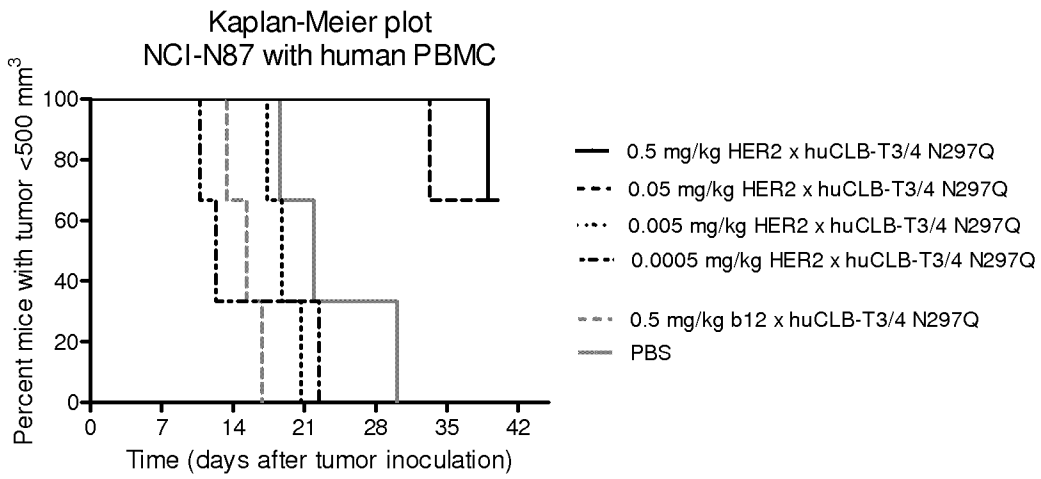 Kaplan-Meier plot
NCI-N87 with human PBMC
Percent mice with tumor <500 mm³
100
80
60
40
20
0
0 7 14 21 28 35 42
Time (days after tumor inoculation)
0.5 mg/kg HER2 x huCLB-T3/4 N297Q
0.05 mg/kg HER2 x huCLB-T3/4 N297Q
0.005 mg/kg HER2 x huCLB-T3/4 N297Q
0.0005 mg/kg HER2 x huCLB-T3/4 N297Q
0.5 mg/kg b12 x huCLB-T3/4 N297Q
PBS